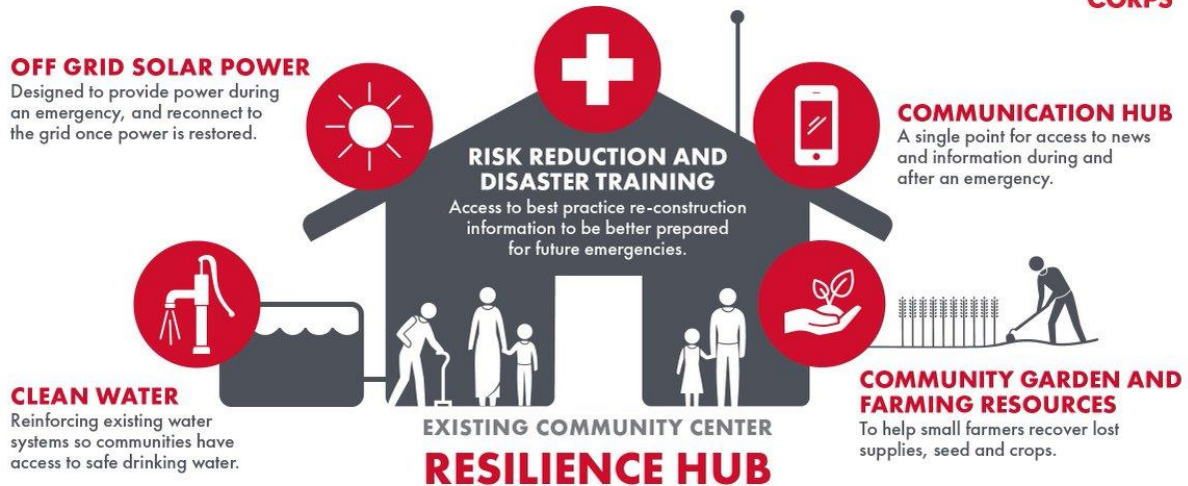 CORPS
OFF GRID SOLAR POWER
Designed to provide power during
an emergency, and reconnect to
the grid once power is restored.
COMMUNICATION HUB
A single point for access to news
and information during and
after an emergency.
RISK REDUCTION AND
DISASTER TRAINING
Access to best practice re-construction
information to be better prepared
for future emergencies.
CLEAN WATER
Reinforcing existing water
systems so communities have
access to safe drinking water.
COMMUNITY GARDEN AND
FARMING RESOURCES
To help small farmers recover lost
supplies, seed and crops.
EXISTING COMMUNITY CENTER
RESILIENCE HUB